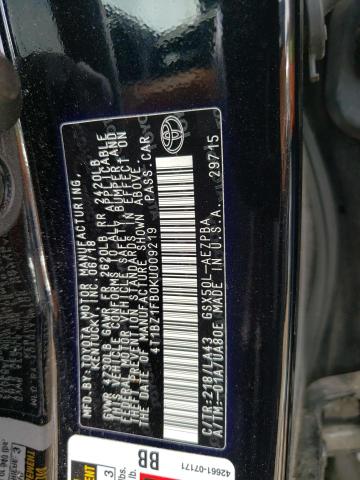 MFD. BY: TOYOTA MOTOR MANUFACTURING,
KENTUCKY, INC. 06/18
GVWR 4730LB GAWR FR 2620LB RR 2420LB
THIS VEHICLE CONFORMS TO ALL APPLICABLE
FEDERAL MOTOR VEHICLE SAFETY, BUMPER, AND
THEFT PREVENTION STANDARDS IN EFFECT ON
THE DATE OF MANUFACTURE SHOWN ABOVE.
4T1BZ1FB0KU009219 PASS.CAR
C/TR:218/LA43 GSX50L-AEZPBA
A/TM:-01A/UA80E MADE IN U.S.A. 29715
TOYOTA
42661-07171
BB